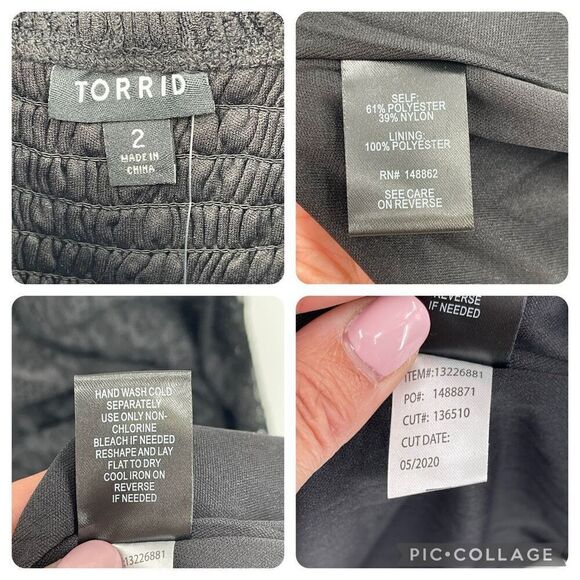 TORRID
2
MADE IN
CHINA
SELF:
61% POLYESTER
39% NYLON
LINING:
100% POLYESTER
RN# 148862
SEE CARE
ON REVERSE
HAND WASH COLD
SEPARATELY
USE ONLY NON-
CHLORINE
BLEACH IF NEEDED
RESHAPE AND LAY
FLAT TO DRY
COOL IRON ON
REVERSE
IF NEEDED
13226881
REVERSE
IF NEEDED
ITEM#:13226881
PO#: 1488871
CUT#: 136510
CUT DATE:
05/2020
PIC•COLLAGE